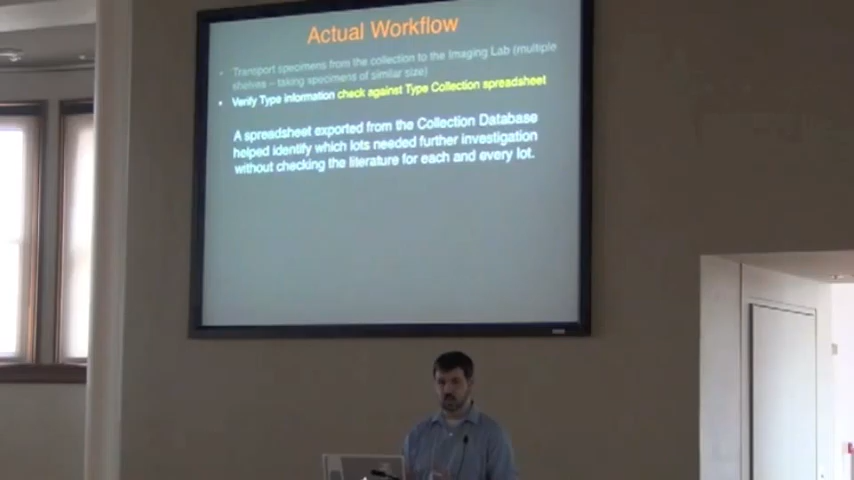 Actual Workflow
• Transport specimens from the collection to the Imaging Lab (multiple
shelves – taking specimens of similar size)
• Verify Type information check against Type Collection spreadsheet
A spreadsheet exported from the Collection Database
helped identify which lots needed further investigation
without checking the literature for each and every lot.